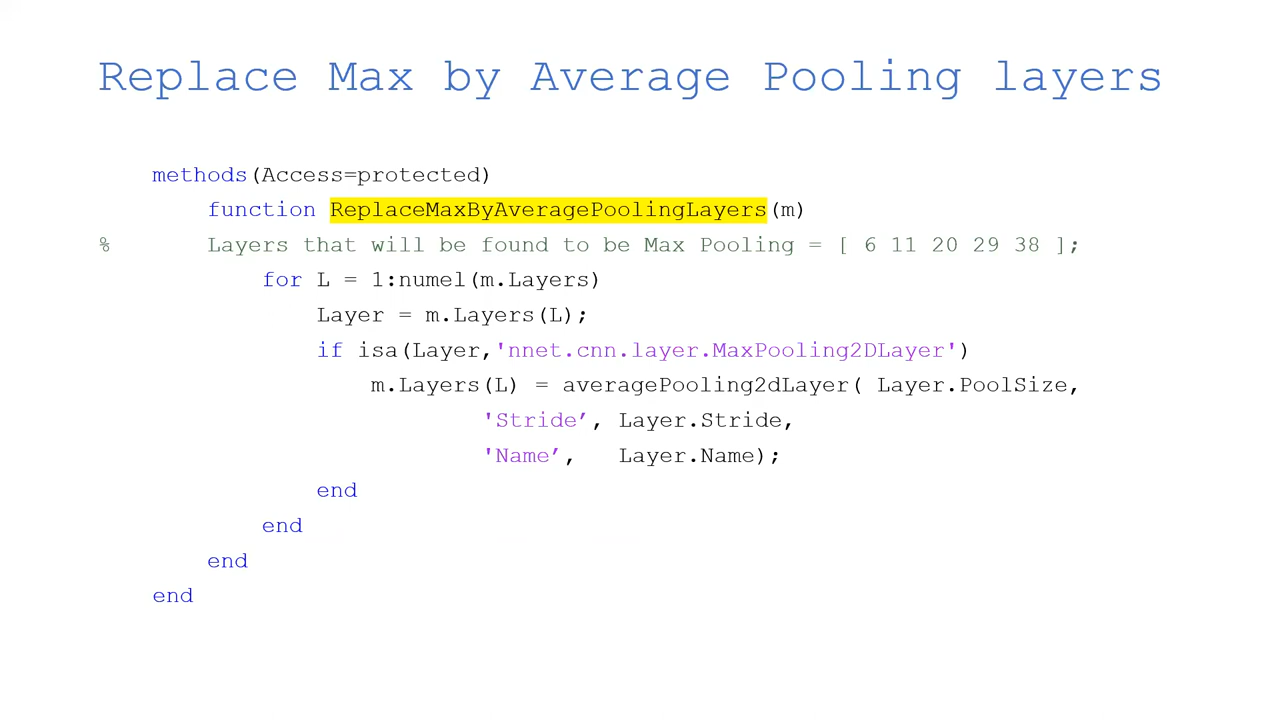 Replace Max by Average Pooling layers
methods(Access=protected)
function ReplaceMaxByAveragePoolingLayers(m)
% Layers that will be found to be Max Pooling = [ 6 11 20 29 38 ];
for L = 1:numel(m.Layers)
Layer = m.Layers(L);
if isa(Layer,'nnet.cnn.layer.MaxPooling2DLayer')
m.Layers(L) = averagePooling2dLayer( Layer.PoolSize,
'Stride’, Layer.Stride,
'Name’, Layer.Name);
end
end
end
end